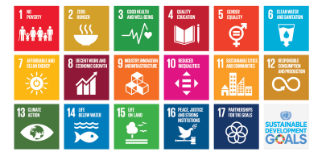 1 NO
POVERTY
2 ZERO
HUNGER
3 GOOD HEALTH
AND WELL-BEING
4 QUALITY
EDUCATION
5 GENDER
EQUALITY
6 CLEAN WATER
AND SANITATION
7 AFFORDABLE AND
CLEAN ENERGY
8 DECENT WORK AND
ECONOMIC GROWTH
9 INDUSTRY, INNOVATION
AND INFRASTRUCTURE
10 REDUCED
INEQUALITIES
11 SUSTAINABLE CITIES
AND COMMUNITIES
12 RESPONSIBLE
CONSUMPTION
AND PRODUCTION
13 CLIMATE
ACTION
14 LIFE
BELOW WATER
15 LIFE
ON LAND
16 PEACE, JUSTICE
AND STRONG
INSTITUTIONS
17 PARTNERSHIPS
FOR THE GOALS
SUSTAINABLE
DEVELOPMENT
GOALS